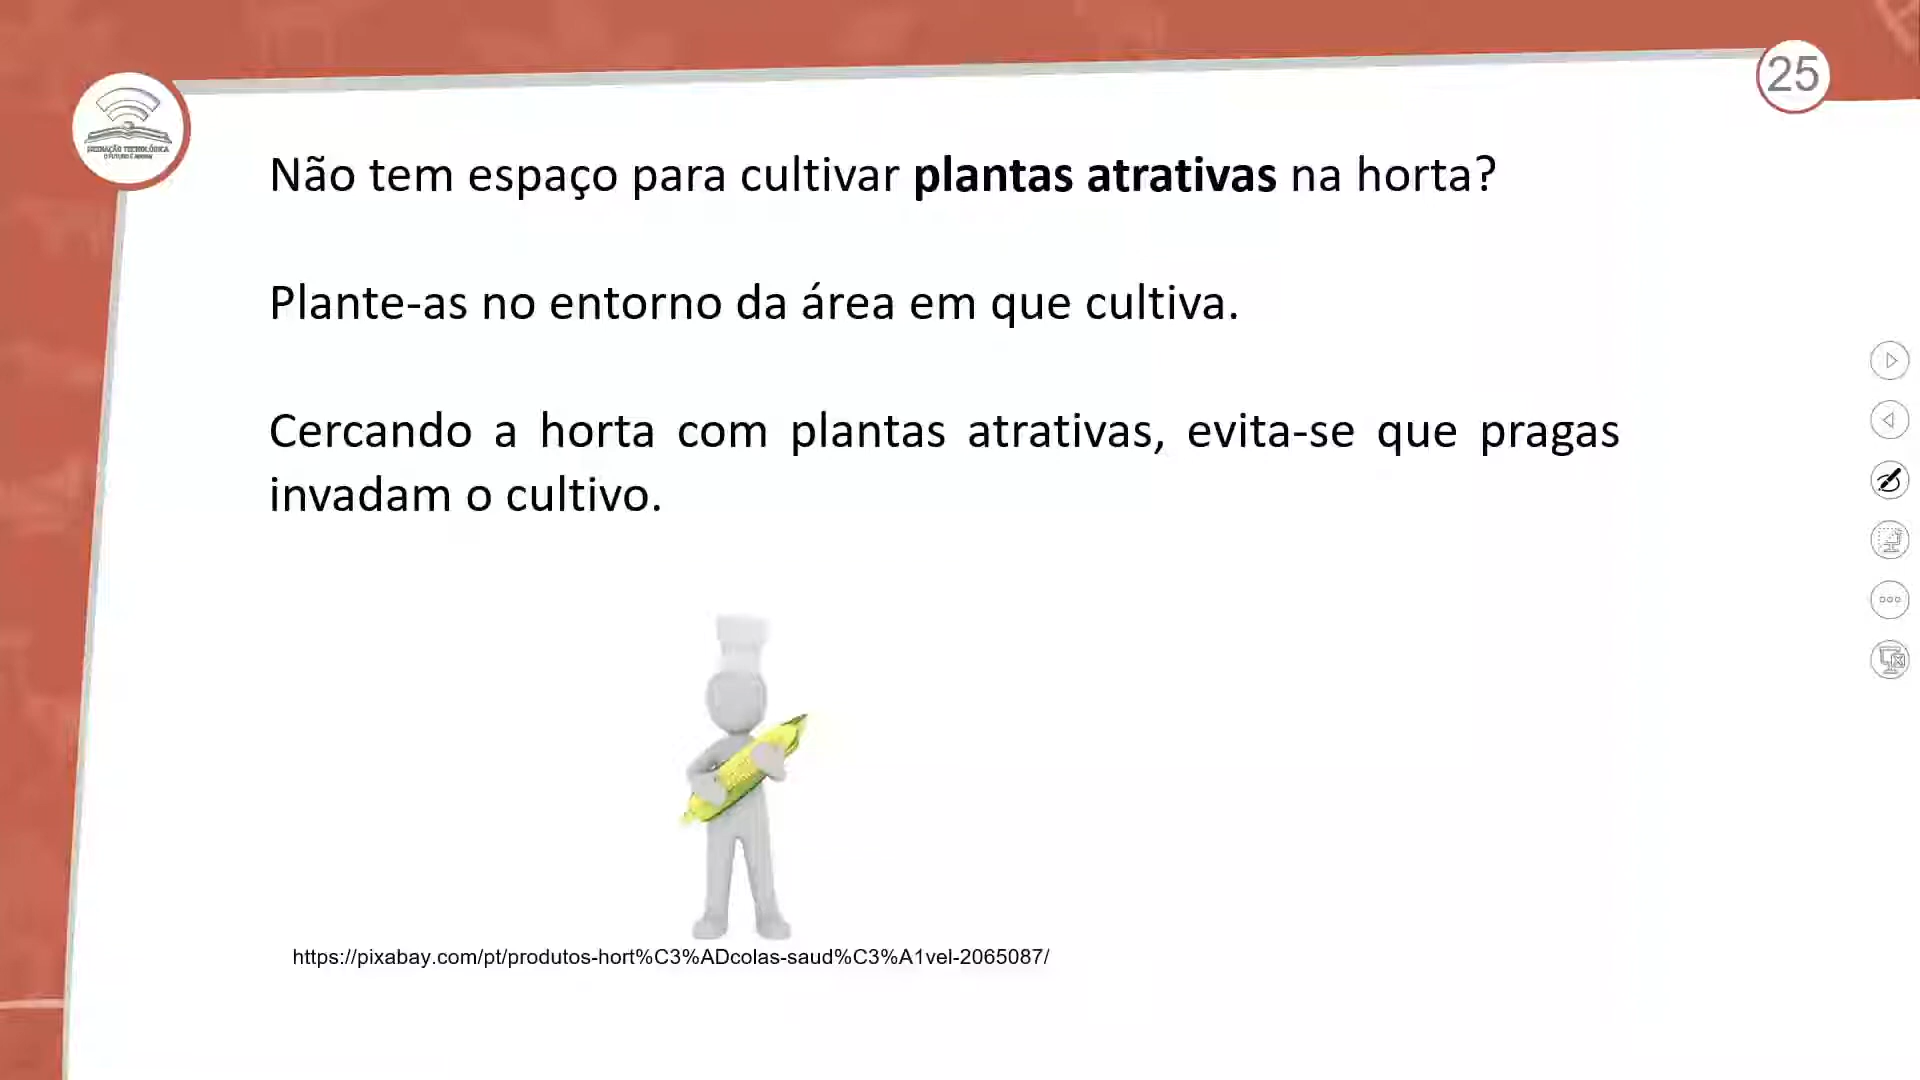 25
MEDIAÇÃO TECNOLÓGICA
Não tem espaço para cultivar plantas atrativas na horta?
Plante-as no entorno da área em que cultiva.
Cercando a horta com plantas atrativas, evita-se que pragas
invadam o cultivo.
https://pixabay.com/pt/produtos-hort%C3%ADcolas-saud%C3%A1vel-2065087/